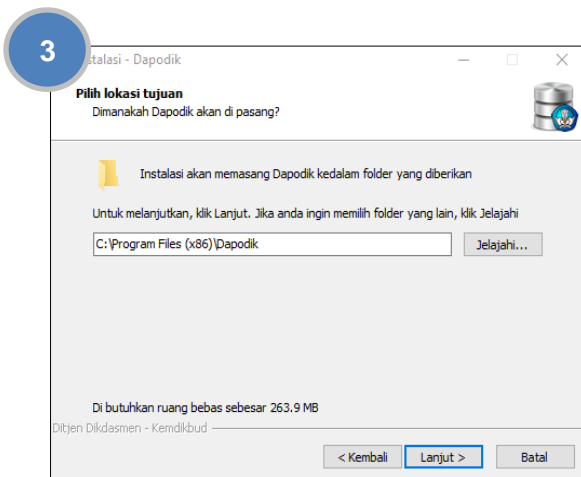 3
stalasi - Dapodik
Pilih lokasi tujuan
Dimanakah Dapodik akan di pasang?
Instalasi akan memasang Dapodik kedalam folder yang diberikan
Untuk melanjutkan, klik Lanjut. Jika anda ingin memilih folder yang lain, klik Jelajahi
C:\Program Files (x86)\Dapodik
Jelajahi...
Di butuhkan ruang bebas sebesar 263.9 MB
Ditjen Dikdasmen - Kemdikbud
< Kembali Lanjut > Batal